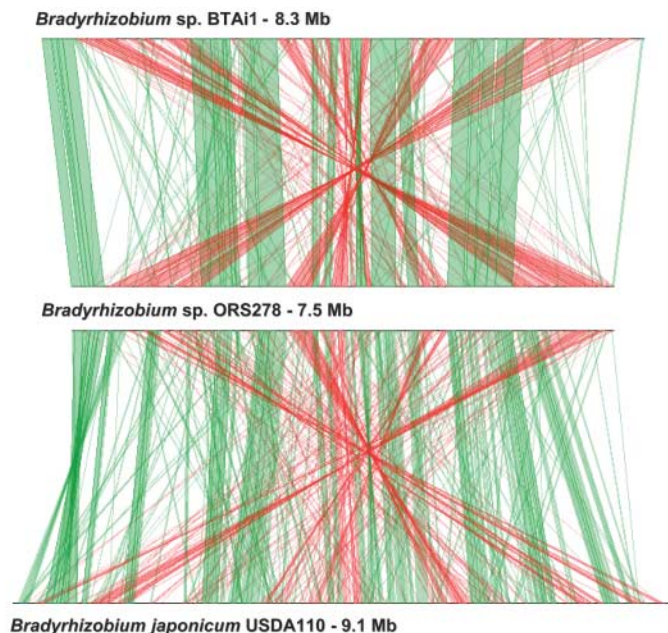 Bradyrhizobium sp. BTAi1 - 8.3 Mb
Bradyrhizobium sp. ORS278 - 7.5 Mb
Bradyrhizobium japonicum USDA110 - 9.1 Mb